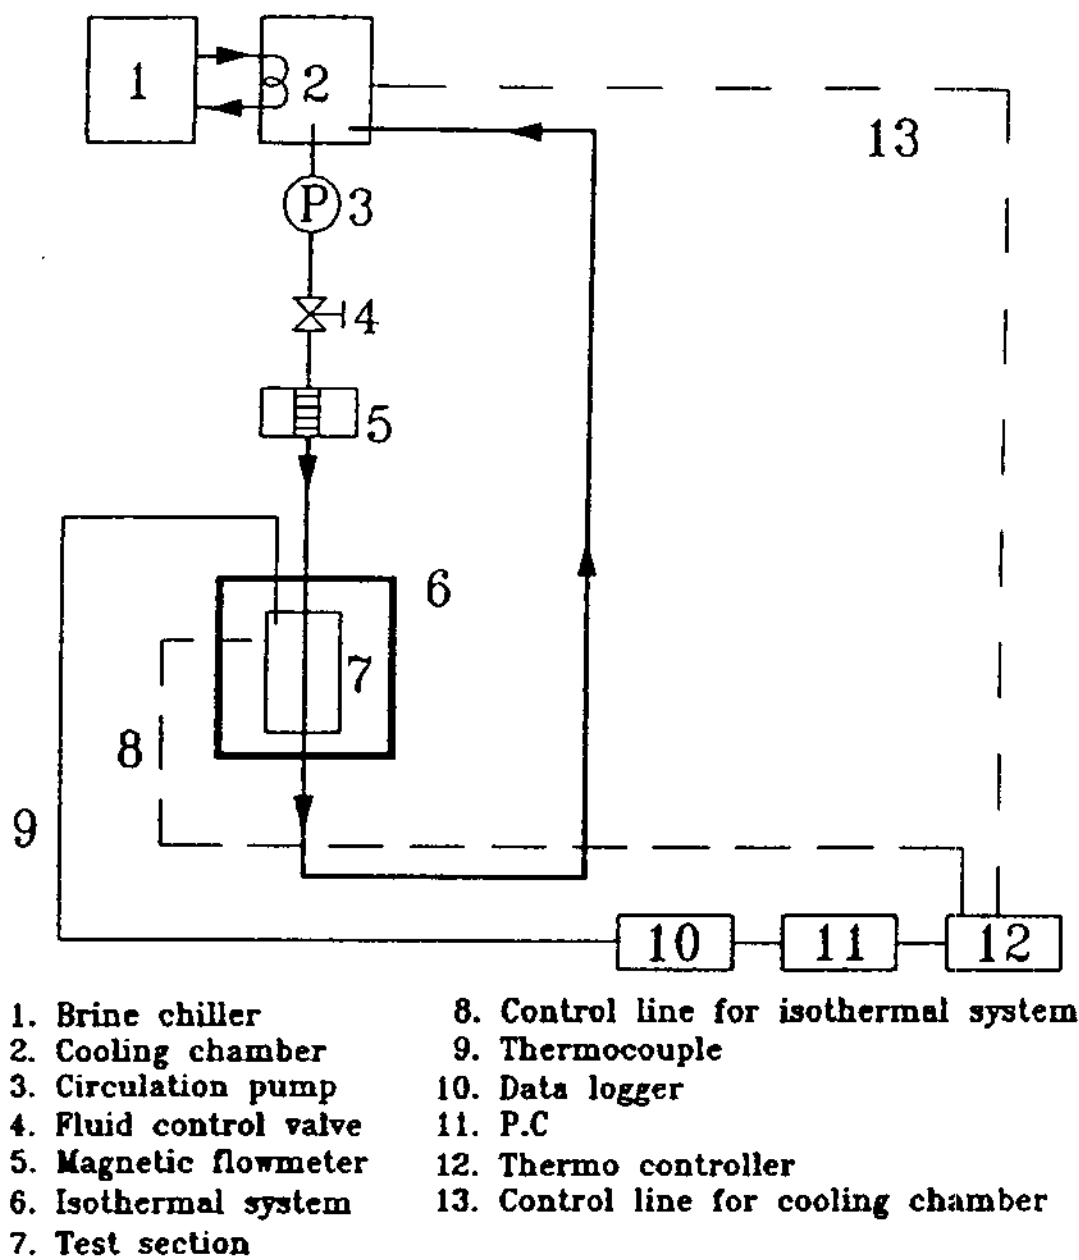 1
2
13
P
3
4
5
6
7
8
9
10
11
12
1. Brine chiller
2. Cooling chamber
3. Circulation pump
4. Fluid control valve
5. Magnetic flowmeter
6. Isothermal system
7. Test section
8. Control line for isothermal system
9. Thermocouple
10. Data logger
11. P.C
12. Thermo controller
13. Control line for cooling chamber